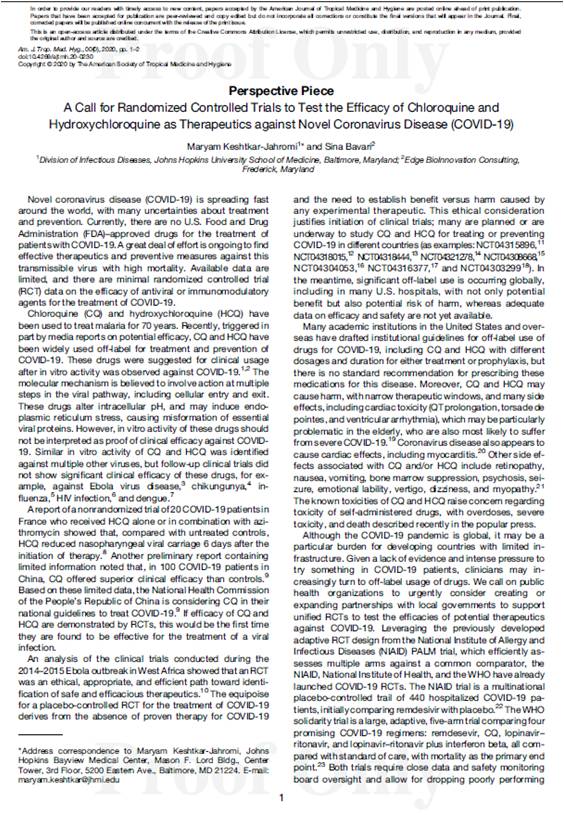 In order to provide our readers with timely access to new content, papers accepted by the American Journal of Tropical Medicine and Hygiene are posted online ahead of print publication.
Papers that have been accepted for publication are peer-reviewed and copy edited but do not incorporate all corrections or constitute the final versions that will appear in the Journal. Final,
corrected papers will be published online concurrent with the release of the print issue.
This is an open-access article distributed under the terms of the Creative Commons Attribution License, which permits unrestricted use, distribution, and reproduction in any medium, provided
the original author and source are credited.
Proof Only
Am. J. Trop. Med. Hyg., 00(0), 2020, pp. 1–2
doi:10.4269/ajtmh.20-0230
Copyright © 2020 by The American Society of Tropical Medicine and Hygiene
Perspective Piece
A Call for Randomized Controlled Trials to Test the Efficacy of Chloroquine and
Hydroxychloroquine as Therapeutics against Novel Coronavirus Disease (COVID-19)
Maryam Keshtkar-Jahromi1* and Sina Bavari2
1Division of Infectious Diseases, Johns Hopkins University School of Medicine, Baltimore, Maryland; 2Edge BioInnovation Consulting,
Frederick, Maryland
Novel coronavirus disease (COVID-19) is spreading fast
around the world, with many uncertainties about treatment
and prevention. Currently, there are no U.S. Food and Drug
Administration (FDA)–approved drugs for the treatment of
patients with COVID-19. A great deal of effort is ongoing to find
effective therapeutics and preventive measures against this
transmissible virus with high mortality. Available data are
limited, and there are minimal randomized controlled trial
(RCT) data on the efficacy of antiviral or immunomodulatory
agents for the treatment of COVID-19.
Chloroquine (CQ) and hydroxychloroquine (HCQ) have
been used to treat malaria for 70 years. Recently, triggered in
part by media reports on potential efficacy, CQ and HCQ have
been widely used off-label for treatment and prevention of
COVID-19. These drugs were suggested for clinical usage
after in vitro activity was observed against COVID-19.1,2 The
molecular mechanism is believed to involve action at multiple
steps in the viral pathway, including cellular entry and exit.
These drugs alter intracellular pH, and may induce endo-
plasmic reticulum stress, causing misformation of essential
viral proteins. However, in vitro activity of these drugs should
not be interpreted as proof of clinical efficacy against COVID-
19. Similar in vitro activity of CQ and HCQ was identified
against multiple other viruses, but follow-up clinical trials did
not show significant clinical efficacy of these drugs, for ex-
ample, against Ebola virus disease,3 chikungunya,4 in-
fluenza,5 HIV infection,6 and dengue.7
A report of a nonrandomized trial of 20 COVID-19 patients in
France who received HCQ alone or in combination with azi-
thromycin showed that, compared with untreated controls,
HCQ reduced nasopharyngeal viral carriage 6 days after the
initiation of therapy.8 Another preliminary report containing
limited information noted that, in 100 COVID-19 patients in
China, CQ offered superior clinical efficacy than controls.9
Based on these limited data, the National Health Commission
of the People's Republic of China is considering CQ in their
national guidelines to treat COVID-19.9 If efficacy of CQ and
HCQ are demonstrated by RCTs, this would be the first time
they are found to be effective for the treatment of a viral
infection.
An analysis of the clinical trials conducted during the
2014–2015 Ebola outbreak in West Africa showed that an RCT
was an ethical, appropriate, and efficient path toward identi-
fication of safe and efficacious therapeutics.10 The equipoise
for a placebo-controlled RCT for the treatment of COVID-19
derives from the absence of proven therapy for COVID-19
*Address correspondence to Maryam Keshtkar-Jahromi, Johns
Hopkins Bayview Medical Center, Mason F. Lord Bldg., Center
Tower, 3rd Floor, 5200 Eastern Ave., Baltimore, MD 21224. E-mail:
maryam.keshtkar@jhmi.edu
and the need to establish benefit versus harm caused by
any experimental therapeutic. This ethical consideration
justifies initiation of clinical trials; many are planned or are
underway to study CQ and HCQ for treating or preventing
COVID-19 in different countries (as examples: NCT04315896,11
NCT04318015,12 NCT04318444,13 NCT04321278,14 NCT04308668,15
NCT04304053,16 NCT04316377,17 and NCT0430329918). In
the meantime, significant off-label use is occurring globally,
including in many U.S. hospitals, with not only potential
benefit but also potential risk of harm, whereas adequate
data on efficacy and safety are not yet available.
Many academic institutions in the United States and over-
seas have drafted institutional guidelines for off-label use of
drugs for COVID-19, including CQ and HCQ with different
dosages and duration for either treatment or prophylaxis, but
there is no standard recommendation for prescribing these
medications for this disease. Moreover, CQ and HCQ may
cause harm, with narrow therapeutic windows, and many side
effects, including cardiac toxicity (QT prolongation, torsade de
pointes, and ventricular arrhythmia), which may be particularly
problematic in the elderly, who are also most likely to suffer
from severe COVID-19.19 Coronavirus disease also appears to
cause cardiac effects, including myocarditis.20 Other side ef-
fects associated with CQ and/or HCQ include retinopathy,
nausea, vomiting, bone marrow suppression, psychosis, sei-
zure, emotional lability, vertigo, dizziness, and myopathy.21
The known toxicities of CQ and HCQ raise concern regarding
toxicity of self-administered drugs, with overdoses, severe
toxicity, and death described recently in the popular press.
Although the COVID-19 pandemic is global, it may be a
particular burden for developing countries with limited in-
frastructure. Given a lack of evidence and intense pressure to
try something in COVID-19 patients, clinicians may in-
creasingly turn to off-label usage of drugs. We call on public
health organizations to urgently consider creating or
expanding partnerships with local governments to support
unified RCTs to test the efficacies of potential therapeutics
against COVID-19. Leveraging the previously developed
adaptive RCT design from the National Institute of Allergy and
Infectious Diseases (NIAID) PALM trial, which efficiently as-
sesses multiple arms against a common comparator, the
NIAID, National Institute of Health, and the WHO have already
launched COVID-19 RCTs. The NIAID trial is a multinational
placebo-controlled trail of 440 hospitalized COVID-19 pa-
tients, initially comparing remdesivir with placebo.22 The WHO
solidarity trial is a large, adaptive, five-arm trial comparing four
promising COVID-19 regimens: remdesevir, CQ, lopinavir–
ritonavir, and lopinavir–ritonavir plus interferon beta, all com-
pared with standard of care, with mortality as the primary end
point.23 Both trials require close data and safety monitoring
board oversight and allow for dropping poorly performing
Proof Only
1